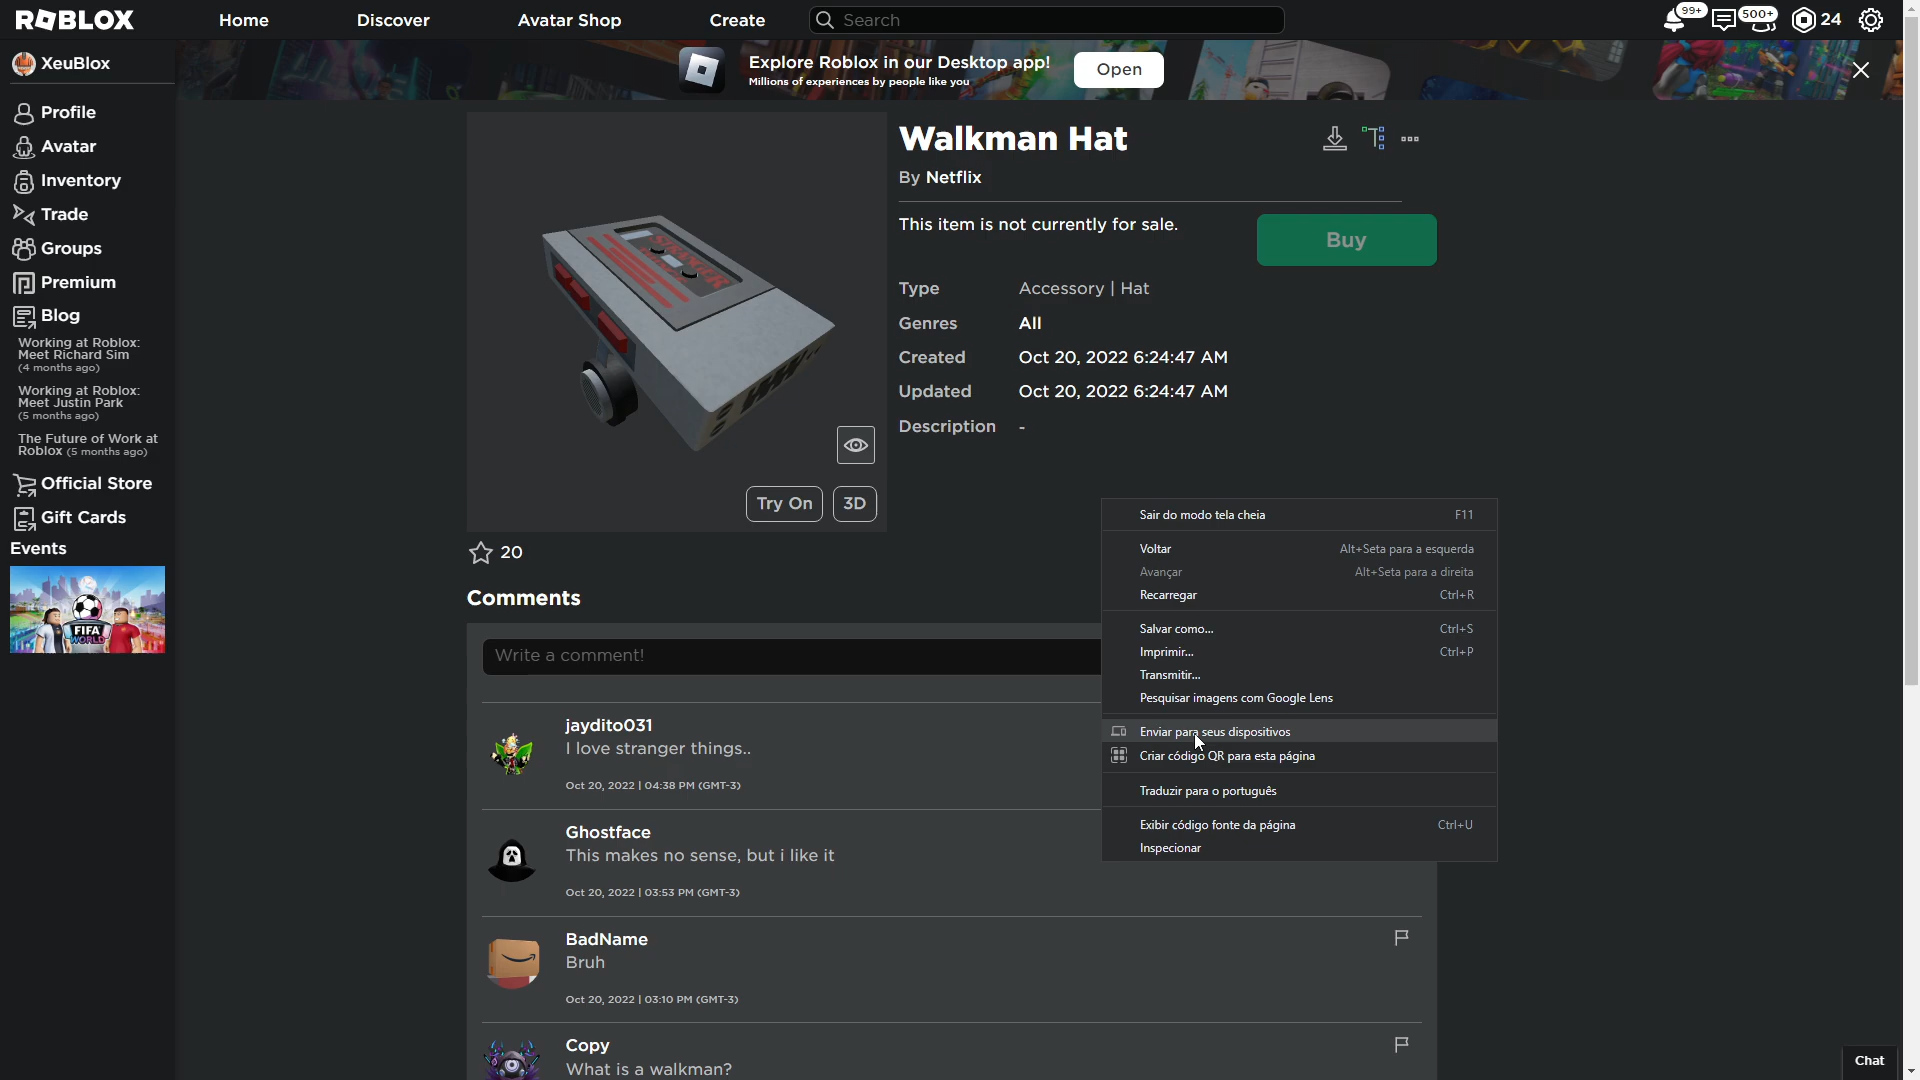 ROBLOX
Home
Discover
Avatar Shop
Create
Search
99+
500+
24
XeuBlox
Explore Roblox in our Desktop app!
Millions of experiences by people like you
Open
Profile
Avatar
Inventory
Trade
Groups
Premium
Blog
Working at Roblox:
Meet Richard Sim
(4 months ago)
Working at Roblox:
Meet Justin Park
(5 months ago)
The Future of Work at
Roblox (5 months ago)
Official Store
Gift Cards
Events
FIFA
WORLD
STRANGER
Try On
3D
20
Walkman Hat
By Netflix
This item is not currently for sale.
Buy
Type Accessory | Hat
Genres All
Created Oct 20, 2022 6:24:47 AM
Updated Oct 20, 2022 6:24:47 AM
Description -
Comments
Write a comment!
jaydito031
I love stranger things..
Oct 20, 2022 | 04:38 PM (GMT-3)
Ghostface
This makes no sense, but i like it
Oct 20, 2022 | 03:53 PM (GMT-3)
BadName
Bruh
Oct 20, 2022 | 03:10 PM (GMT-3)
Copy
What is a walkman?
Sair do modo tela cheia F11
Voltar Alt+Seta para a esquerda
Avançar Alt+Seta para a direita
Recarregar Ctrl+R
Salvar como... Ctrl+S
Imprimir... Ctrl+P
Transmitir...
Pesquisar imagens com Google Lens
Enviar para seus dispositivos
Criar código QR para esta página
Traduzir para o português
Exibir código fonte da página Ctrl+U
Inspecionar
Chat